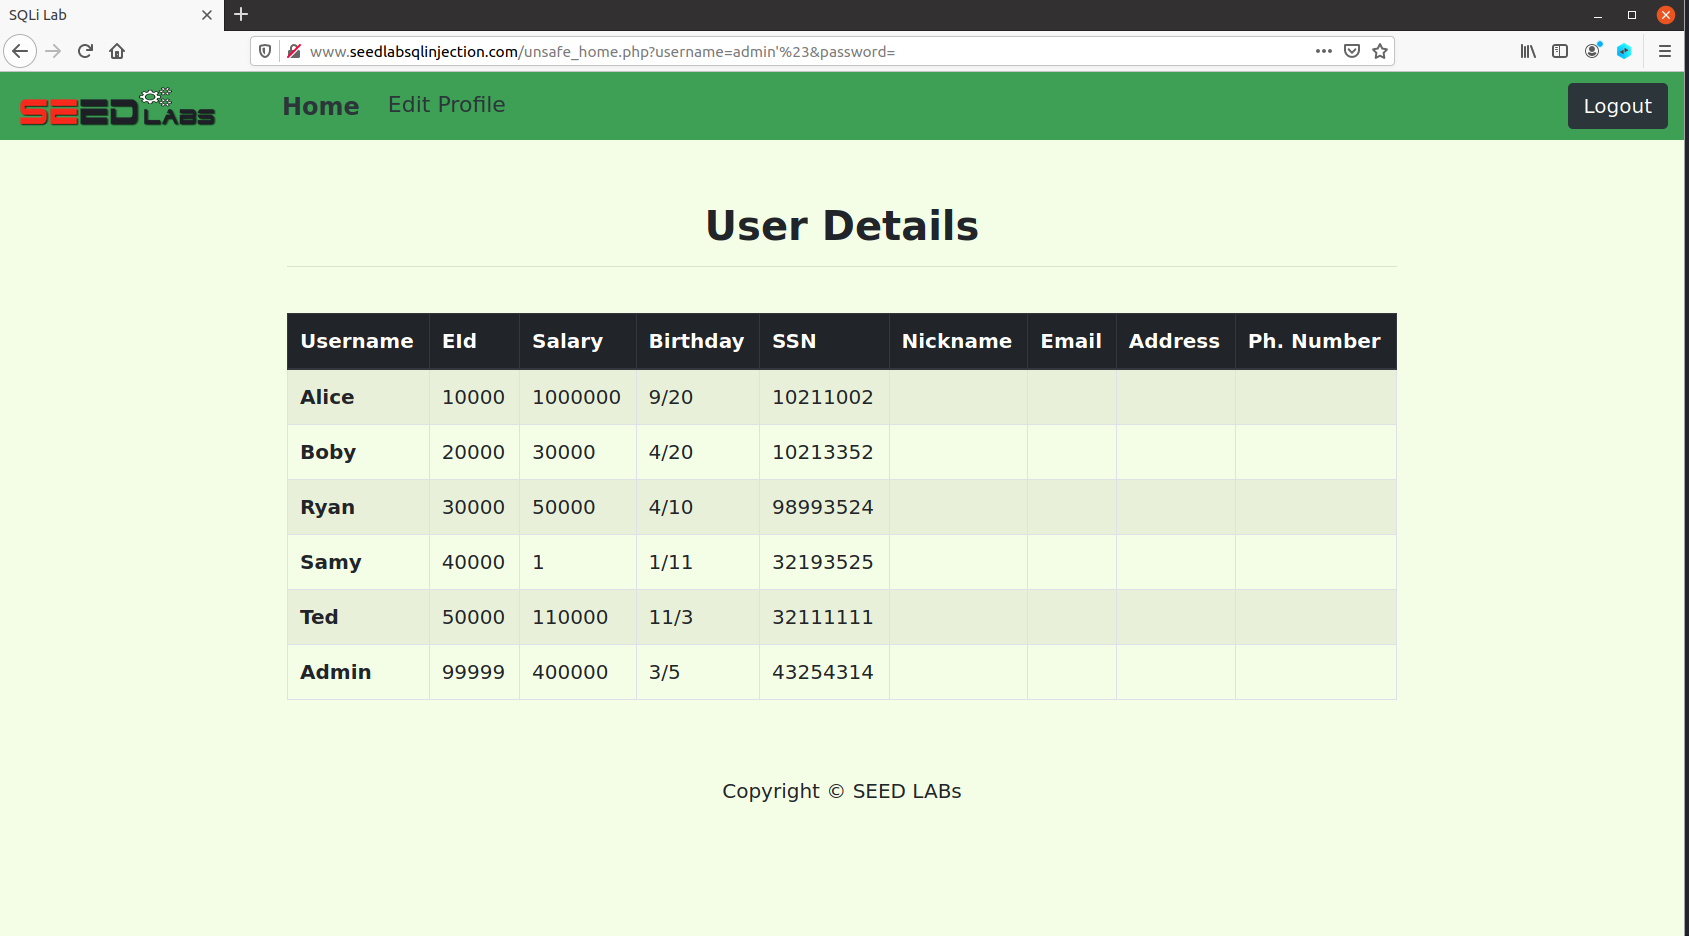 SQLi Lab
www.seedlabsqlinjection.com/unsafe_home.php?username=admin'%23&password=
SEED LABS Home Edit Profile Logout
User Details
Username EId Salary Birthday SSN Nickname Email Address Ph. Number
Alice 10000 1000000 9/20 10211002
Boby 20000 30000 4/20 10213352
Ryan 30000 50000 4/10 98993524
Samy 40000 1 1/11 32193525
Ted 50000 110000 11/3 32111111
Admin 99999 400000 3/5 43254314
Copyright © SEED LABs